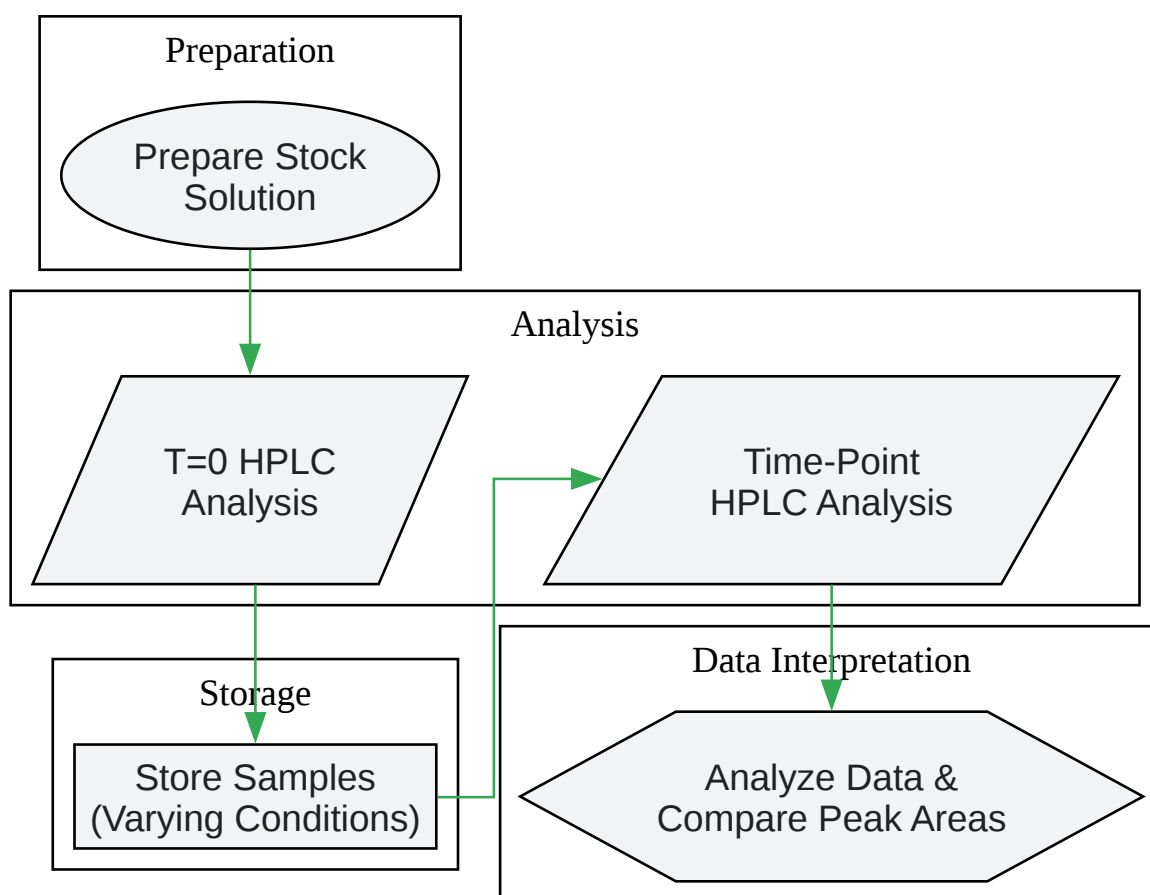 Preparation
Prepare Stock
Solution
Analysis
T=0 HPLC
Analysis
Time-Point
HPLC Analysis
Storage
Store Samples
(Varying Conditions)
Data Interpretation
Analyze Data &
Compare Peak Areas